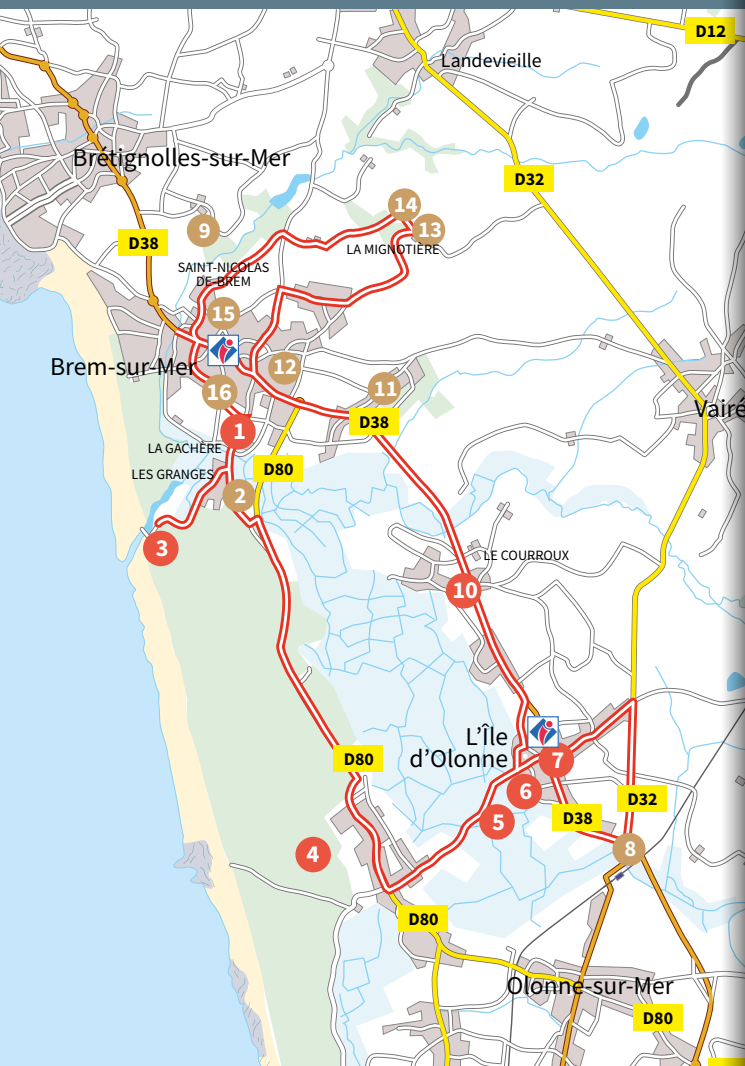 D12
Landevieille
Brétignolles-sur-Mer
D32
14
9
13
D38
LA MIGNOTIÈRE
SAINT-NICOLAS
DE-BREM
15
Brem-sur-Mer
12
11
16
Vairé
D38
1
LA GACHÈRE
D80
LES GRANGES
2
3
LE COURROUX
10
L’Île
d’Olonne
7
D80
6
D32
5
D38
8
4
D80
Olonne-sur-Mer
D80